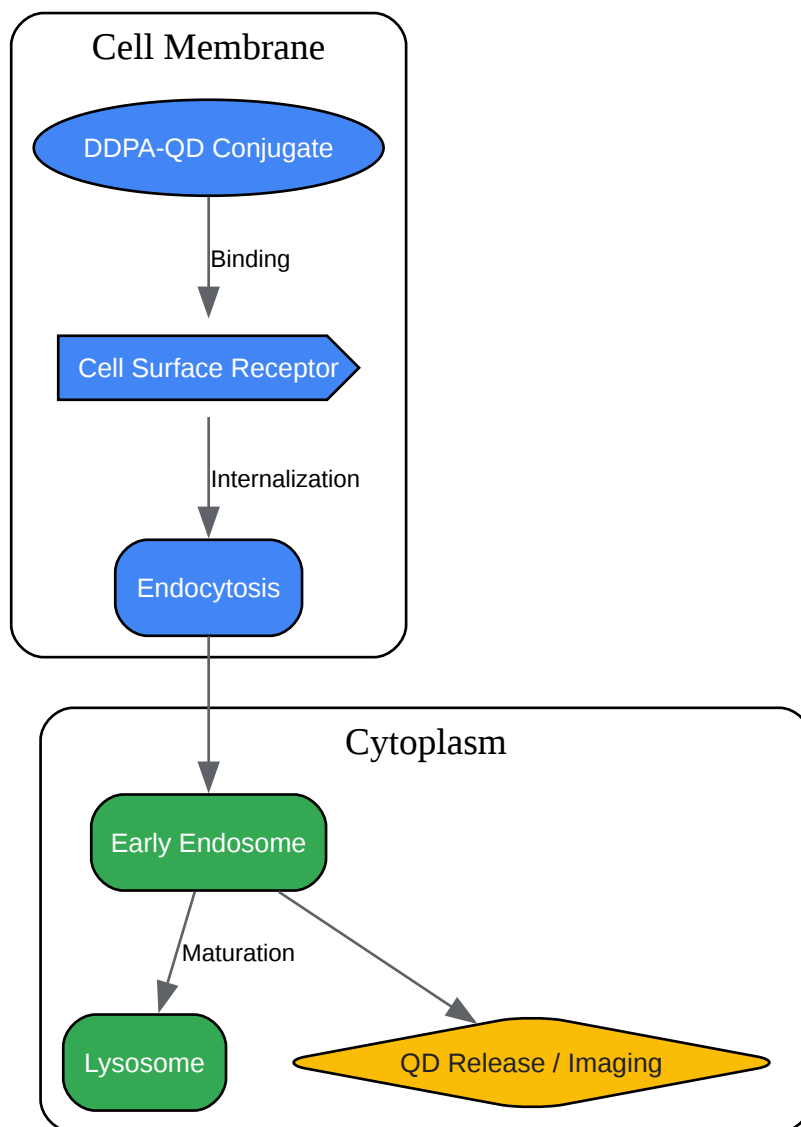 Cell Membrane
DDPA-QD Conjugate
Binding
Cell Surface Receptor
Internalization
Endocytosis
Cytoplasm
Early Endosome
Maturation
Lysosome
QD Release / Imaging